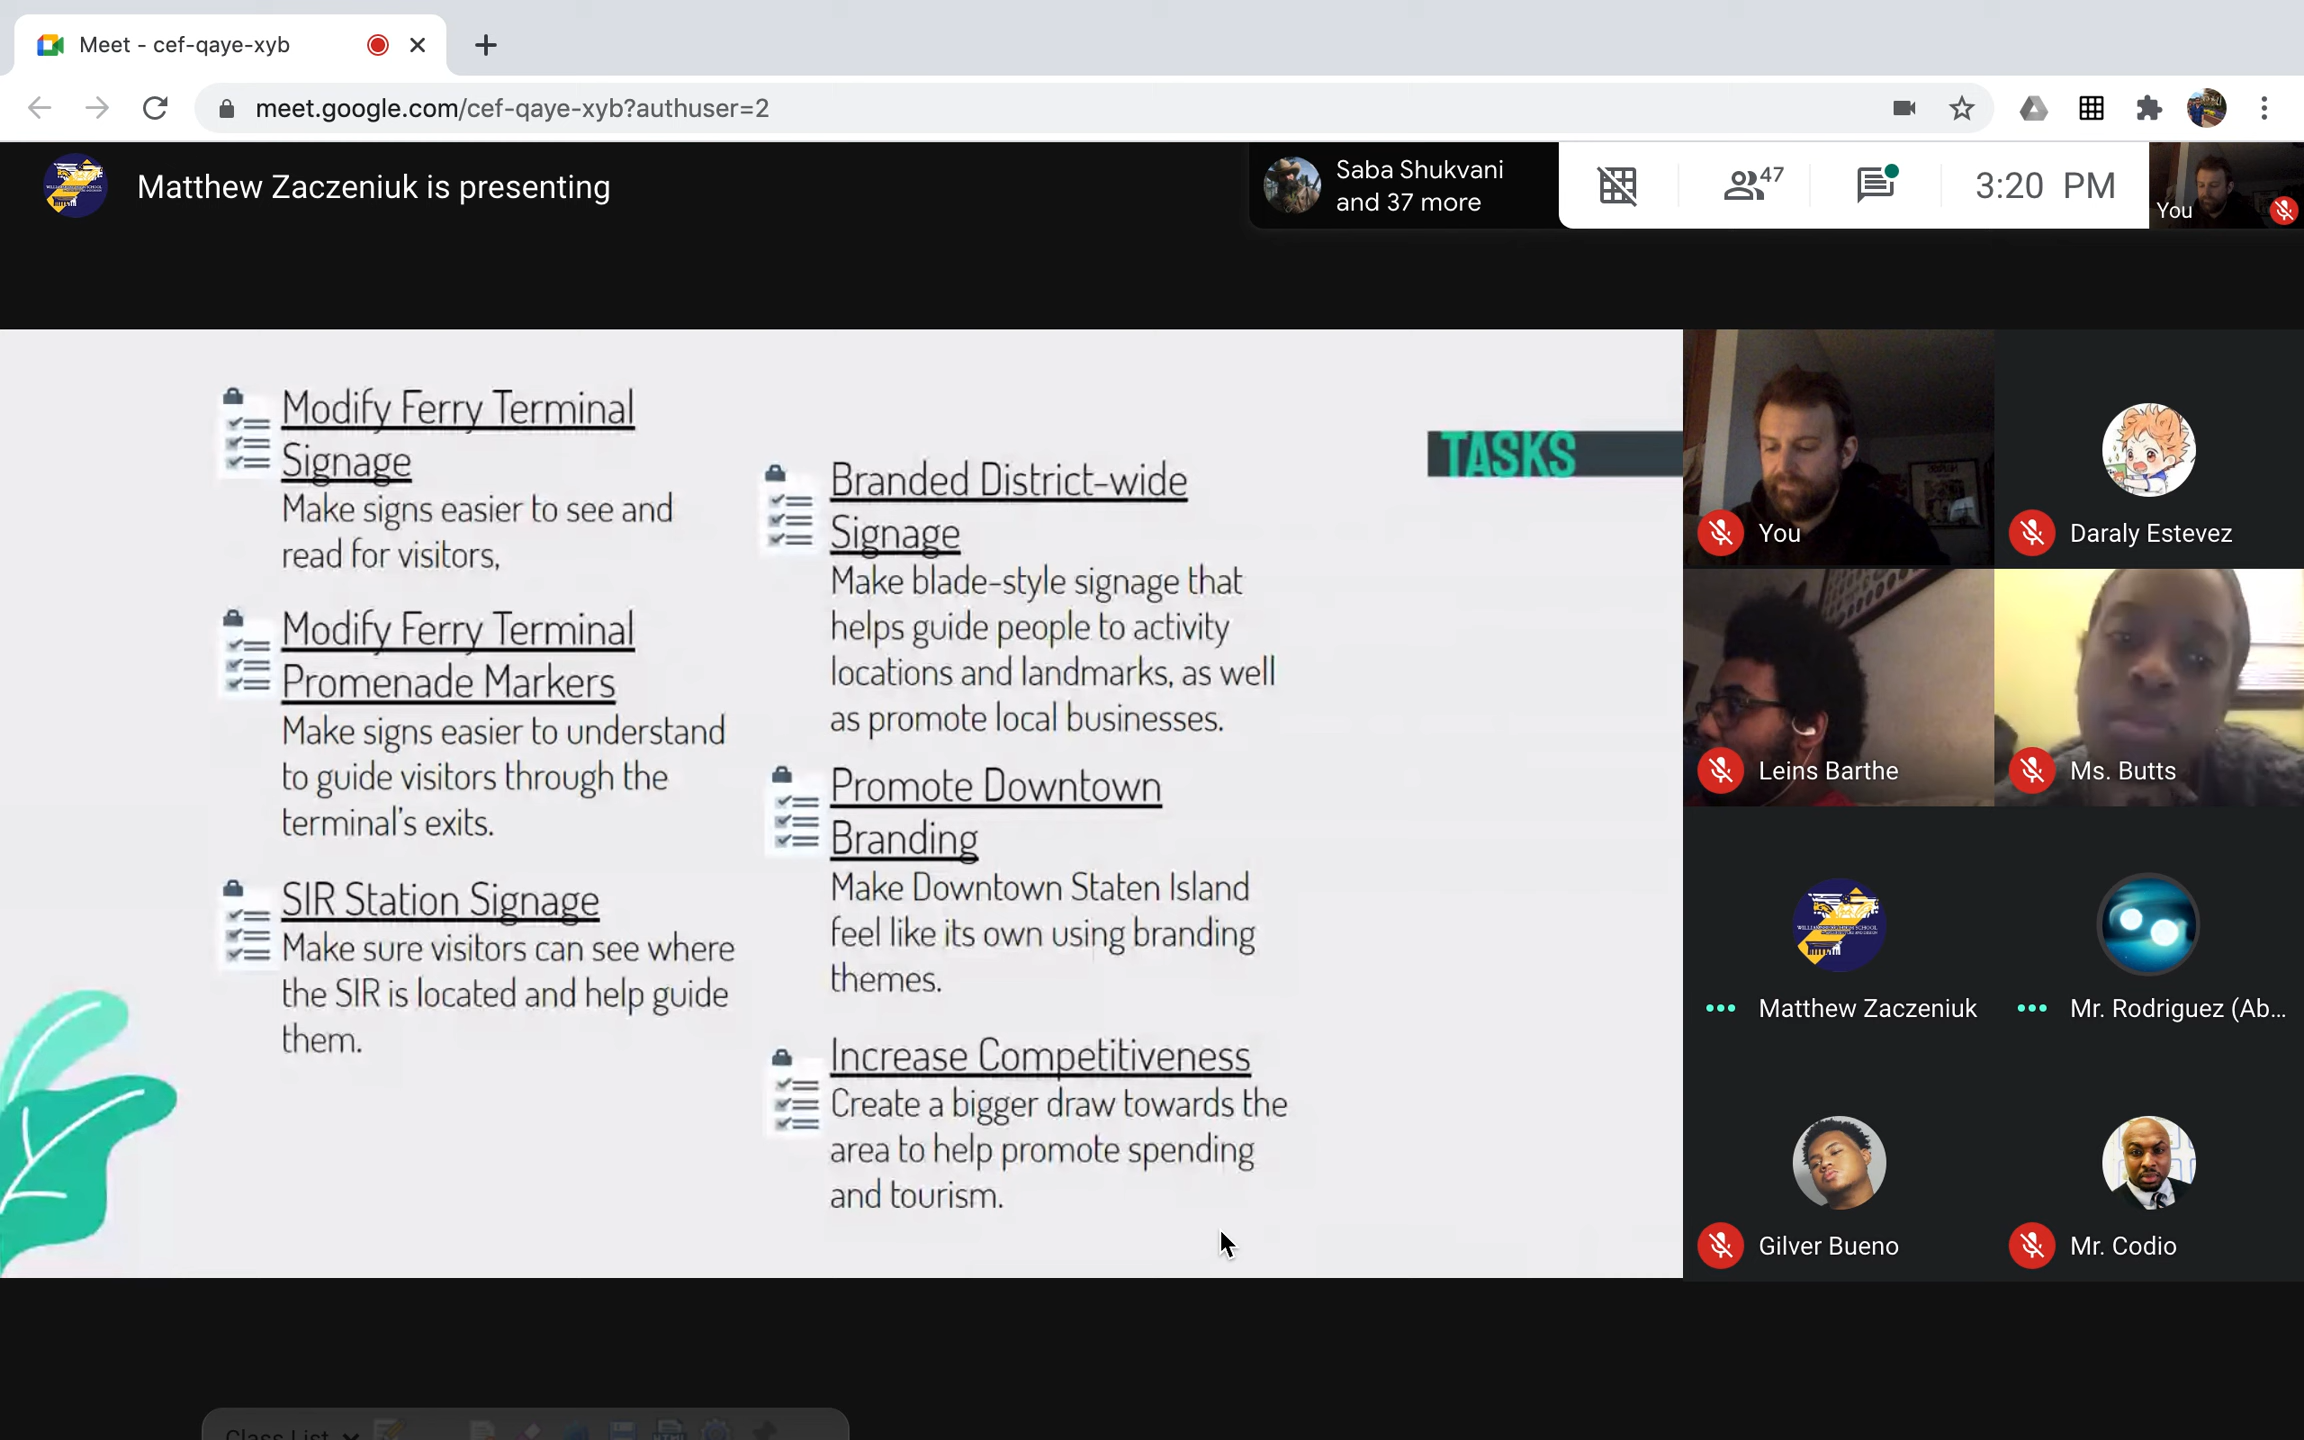 Meet - cef-qaye-xyb
meet.google.com/cef-qaye-xyb?authuser=2
Matthew Zaczeniuk is presenting
Saba Shukvani
and 37 more
47
3:20 PM
You
Modify Ferry Terminal
Signage
Make signs easier to see and
read for visitors,
Modify Ferry Terminal
Promenade Markers
Make signs easier to understand
to guide visitors through the
terminal's exits.
SIR Station Signage
Make sure visitors can see where
the SIR is located and help guide
them.
Branded District-wide
Signage
Make blade-style signage that
helps guide people to activity
locations and landmarks, as well
as promote local businesses.
Promote Downtown
Branding
Make Downtown Staten Island
feel like its own using branding
themes.
Increase Competitiveness
Create a bigger draw towards the
area to help promote spending
and tourism.
TASKS
You
Daraly Estevez
Leins Barthe
Ms. Butts
Matthew Zaczeniuk
Mr. Rodriguez (Ab...
Gilver Bueno
Mr. Codio
Class List